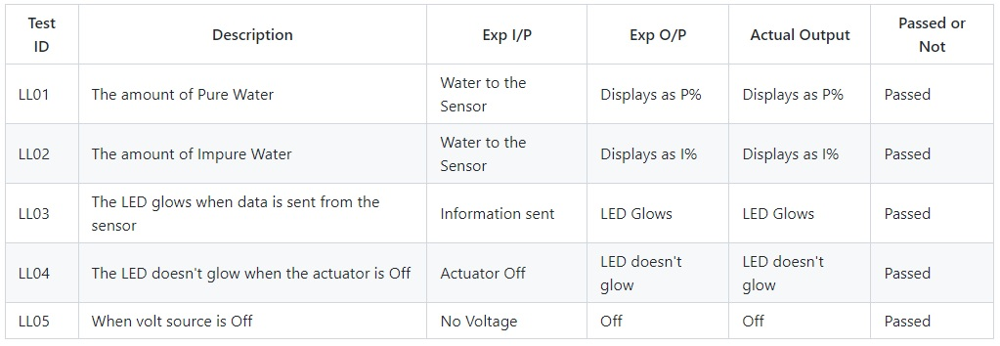 Test ID Description Exp I/P Exp O/P Actual Output Passed or Not
LL01 The amount of Pure Water Water to the Sensor Displays as P% Displays as P% Passed
LL02 The amount of Impure Water Water to the Sensor Displays as I% Displays as I% Passed
LL03 The LED glows when data is sent from the sensor Information sent LED Glows LED Glows Passed
LL04 The LED doesn't glow when the actuator is Off Actuator Off LED doesn't glow LED doesn't glow Passed
LL05 When volt source is Off No Voltage Off Off Passed